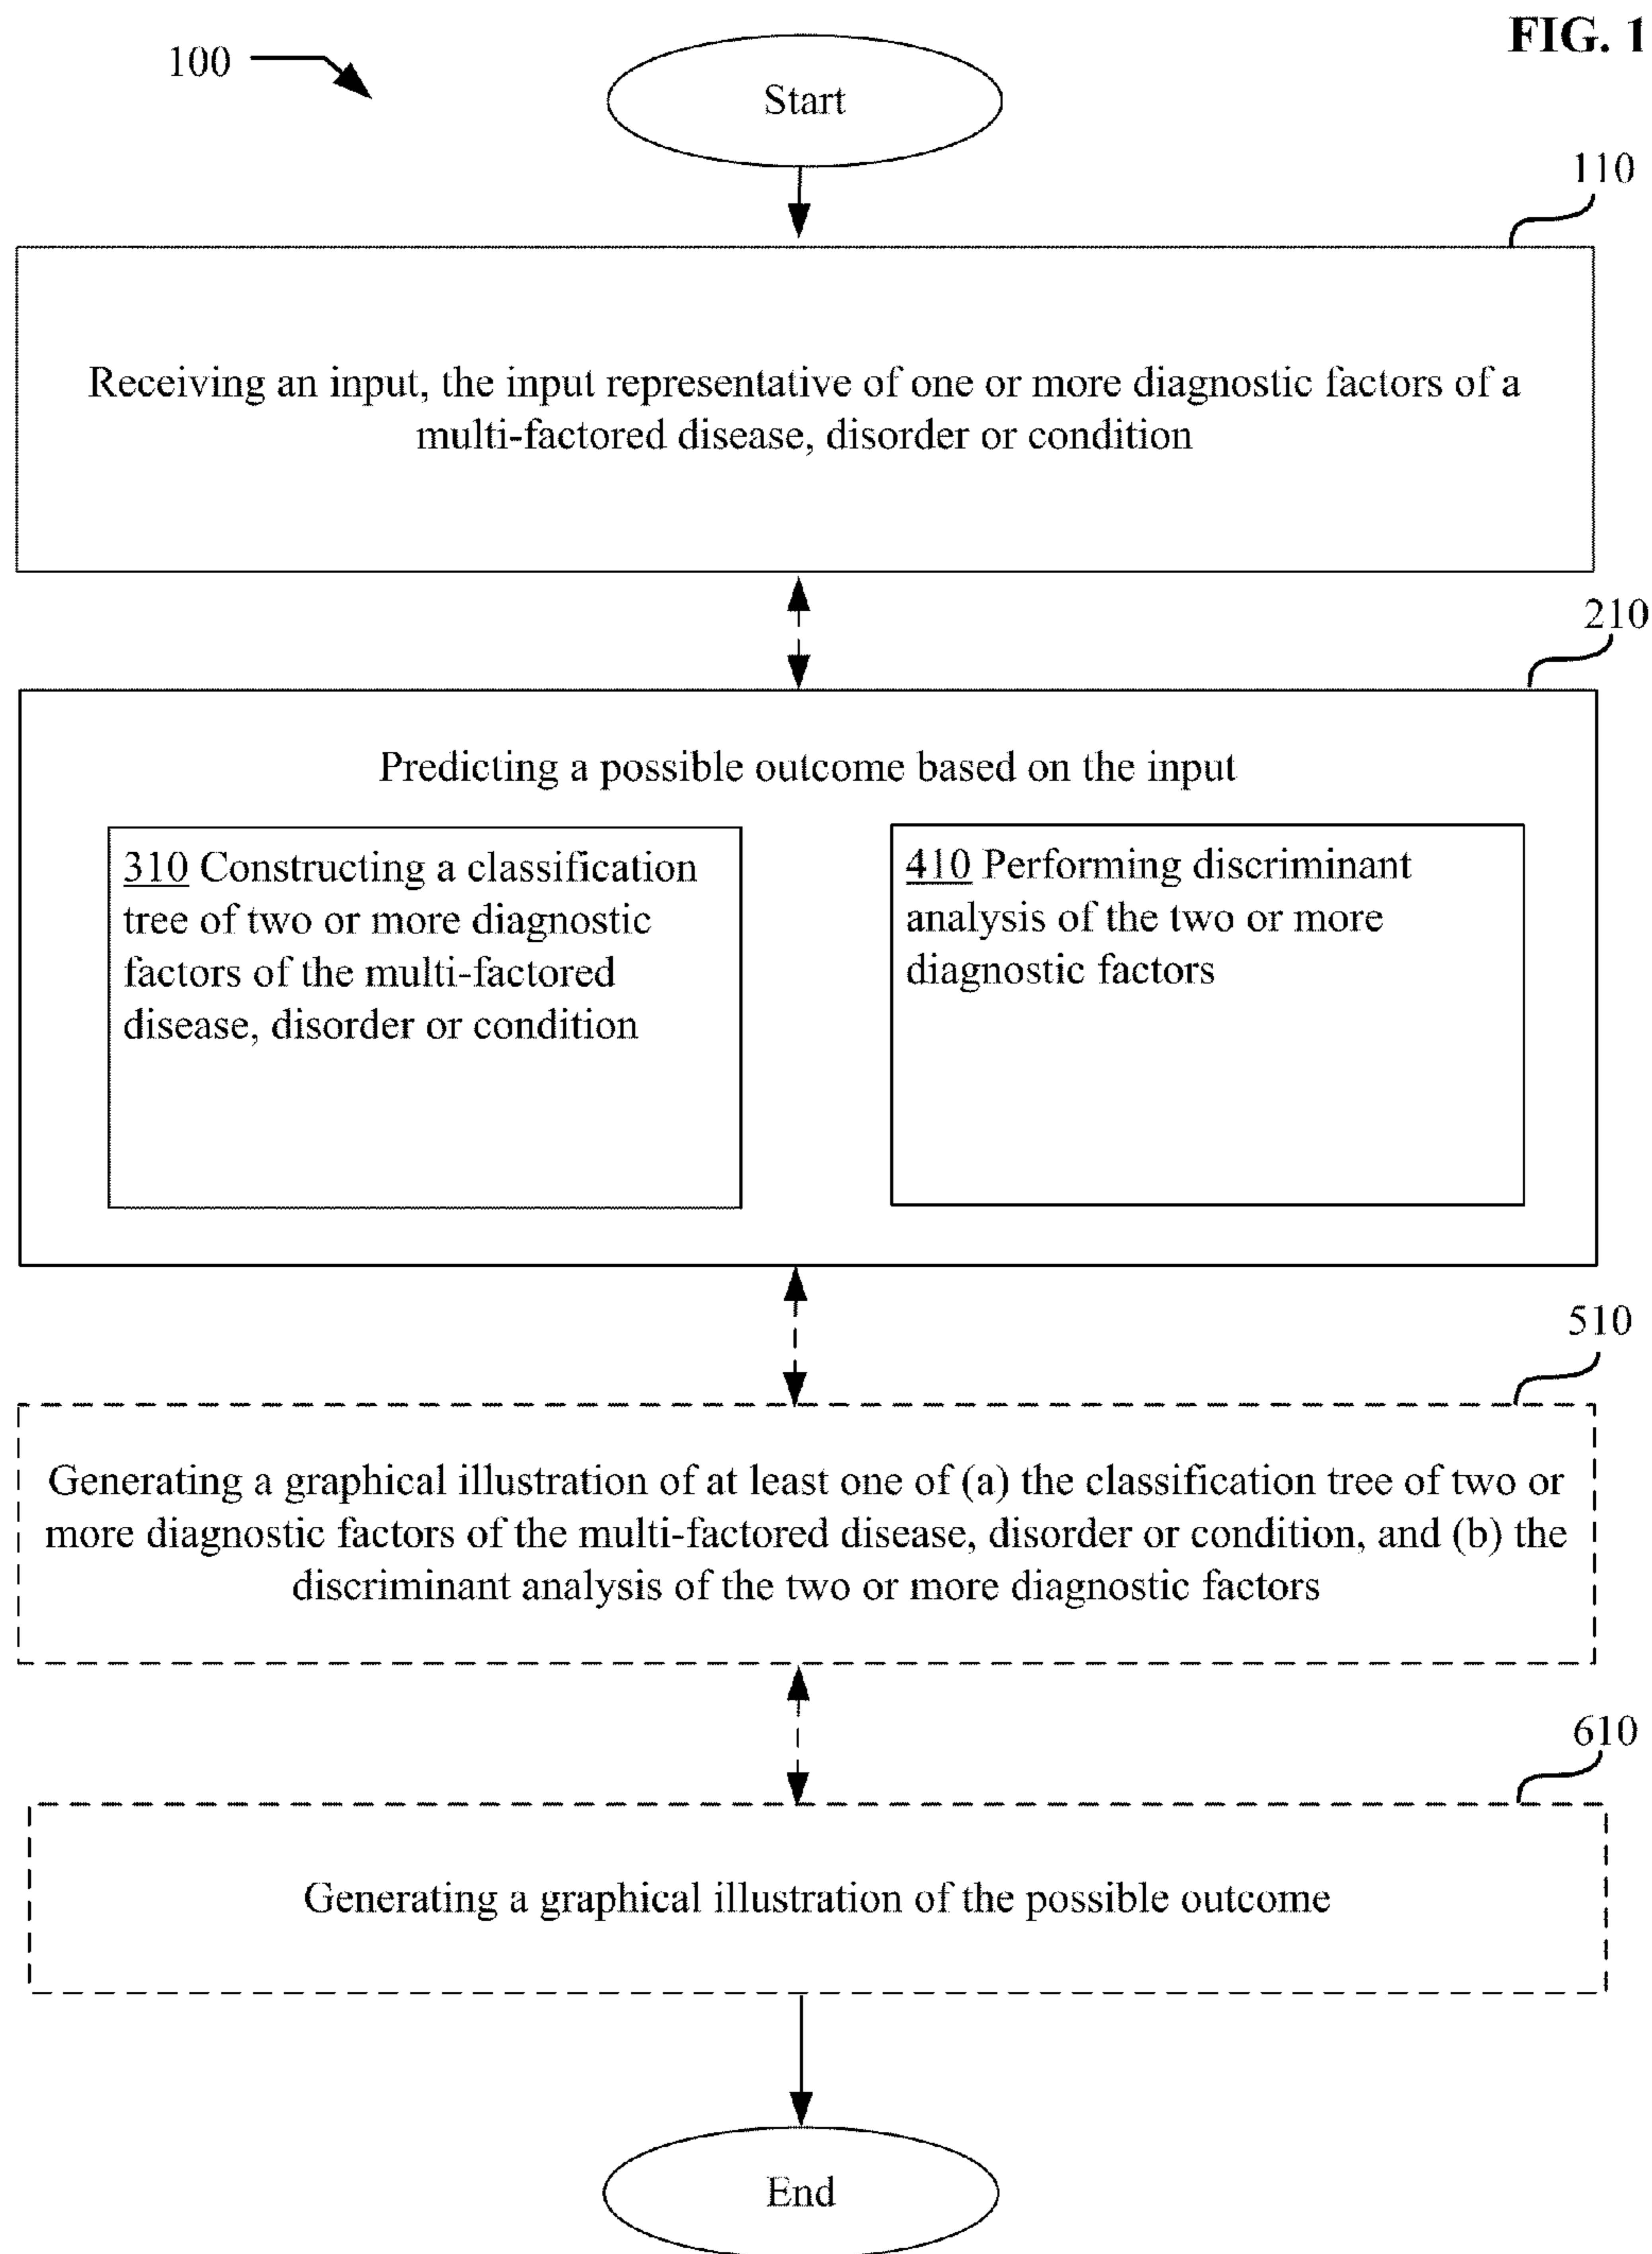 FIG. 1
100
Start
110
Receiving an input, the input representative of one or more diagnostic factors of a
multi-factored disease, disorder or condition
210
Predicting a possible outcome based on the input
310 Constructing a classification
tree of two or more diagnostic
factors of the multi-factored
disease, disorder or condition
410 Performing discriminant
analysis of the two or more
diagnostic factors
510
Generating a graphical illustration of at least one of (a) the classification tree of two or
more diagnostic factors of the multi-factored disease, disorder or condition, and (b) the
discriminant analysis of the two or more diagnostic factors
610
Generating a graphical illustration of the possible outcome
End